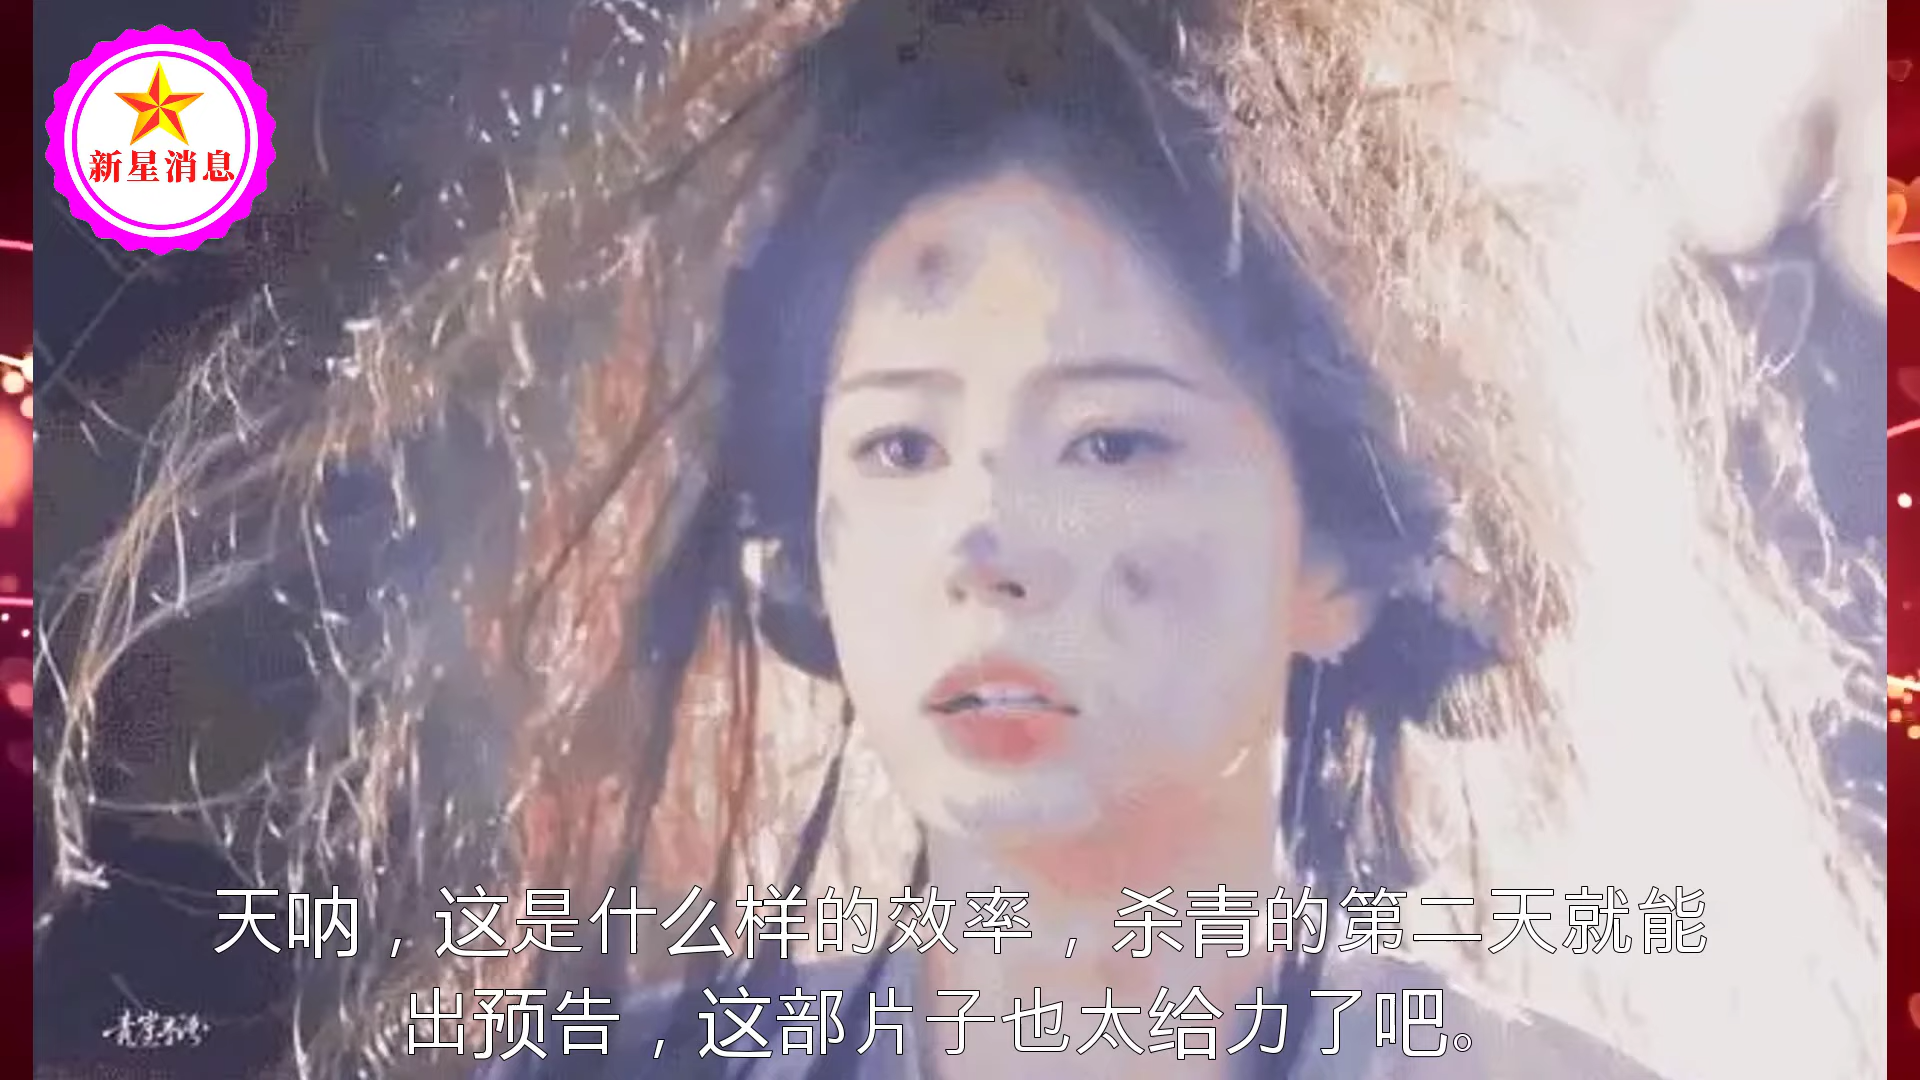 新星消息
天呐，这是什么样的效率，杀青的第二天就能
出预告，这部片子也太给力了吧。